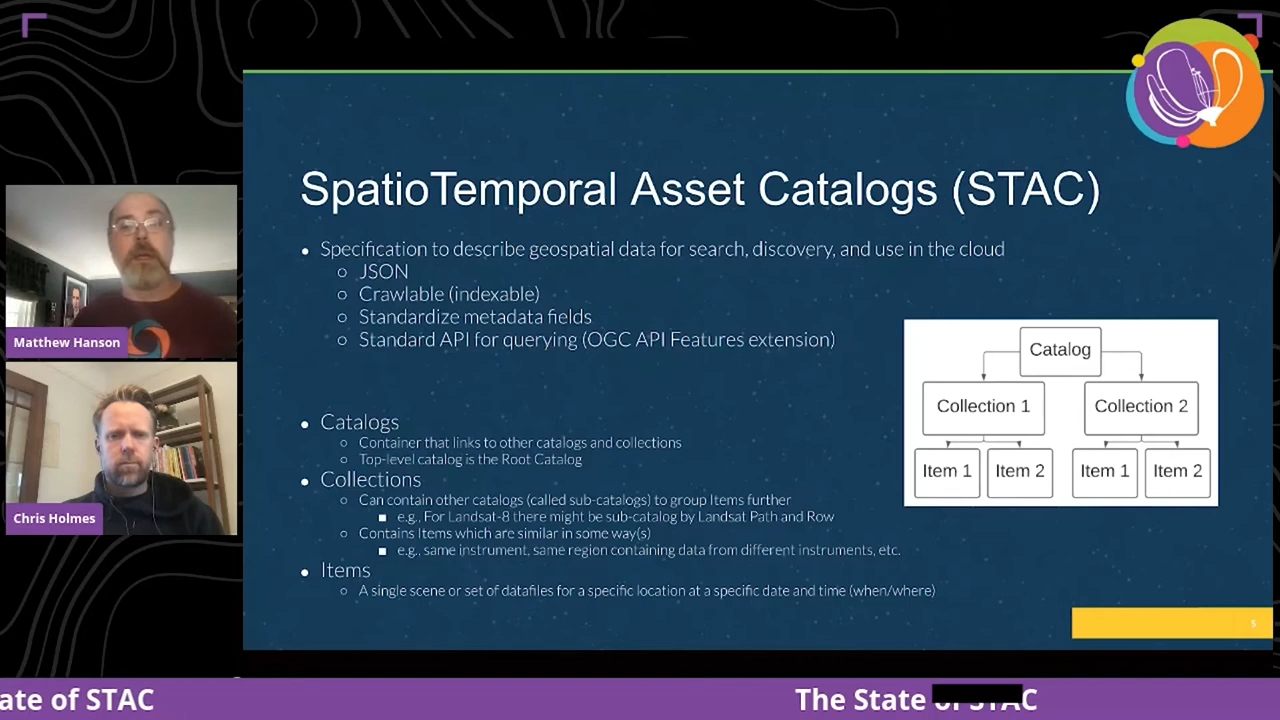 SpatioTemporal Asset Catalogs (STAC)
• Specification to describe geospatial data for search, discovery, and use in the cloud
○ JSON
○ Crawlable (indexable)
○ Standardize metadata fields
○ Standard API for querying (OGC API Features extension)
Catalog
Collection 1
Collection 2
Item 1
Item 2
Item 1
Item 2
• Catalogs
○ Container that links to other catalogs and collections
○ Top-level catalog is the Root Catalog
• Collections
○ Can contain other catalogs (called sub-catalogs) to group Items further
■ e.g., For Landsat-8 there might be sub-catalog by Landsat Path and Row
○ Contains Items which are similar in some way(s)
■ e.g., same instrument, same region containing data from different instruments, etc.
• Items
○ A single scene or set of datafiles for a specific location at a specific date and time (when/where)
5
Matthew Hanson
Chris Holmes
ate of STAC
The State